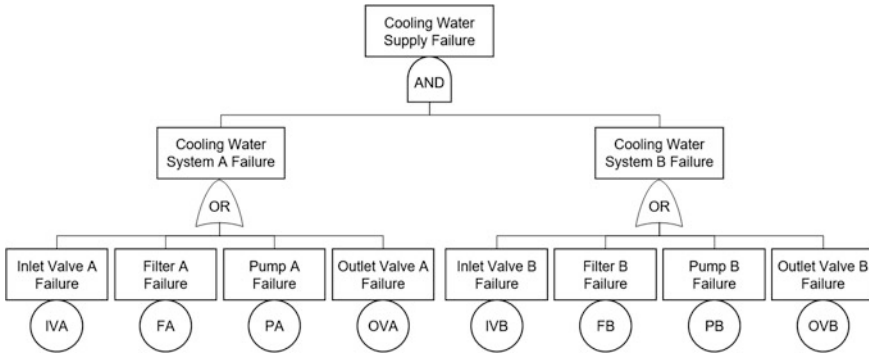 Cooling Water
Supply Failure
AND
Cooling Water
System A Failure
Cooling Water
System B Failure
OR
OR
Inlet Valve A
Failure
Filter A
Failure
Pump A
Failure
Outlet Valve A
Failure
Inlet Valve B
Failure
Filter B
Failure
Pump B
Failure
Outlet Valve B
Failure
IVA
FA
PA
OVA
IVB
FB
PB
OVB